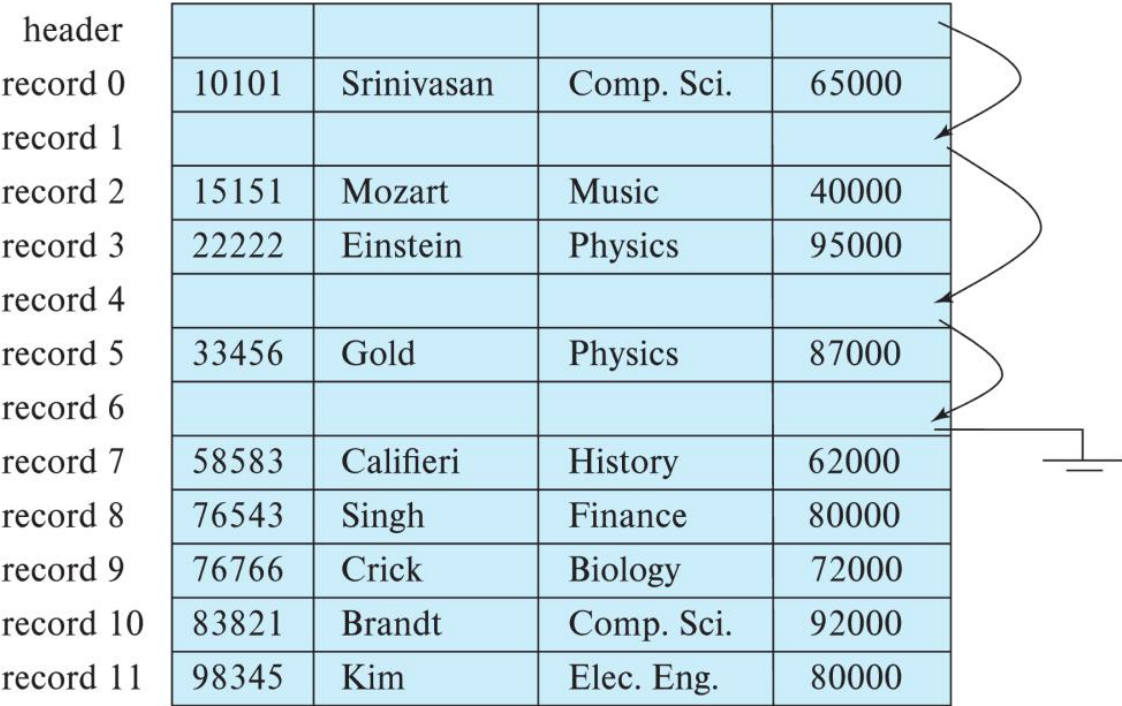 header
record 0 10101 Srinivasan Comp. Sci. 65000
record 1
record 2 15151 Mozart Music 40000
record 3 22222 Einstein Physics 95000
record 4
record 5 33456 Gold Physics 87000
record 6
record 7 58583 Califieri History 62000
record 8 76543 Singh Finance 80000
record 9 76766 Crick Biology 72000
record 10 83821 Brandt Comp. Sci. 92000
record 11 98345 Kim Elec. Eng. 80000